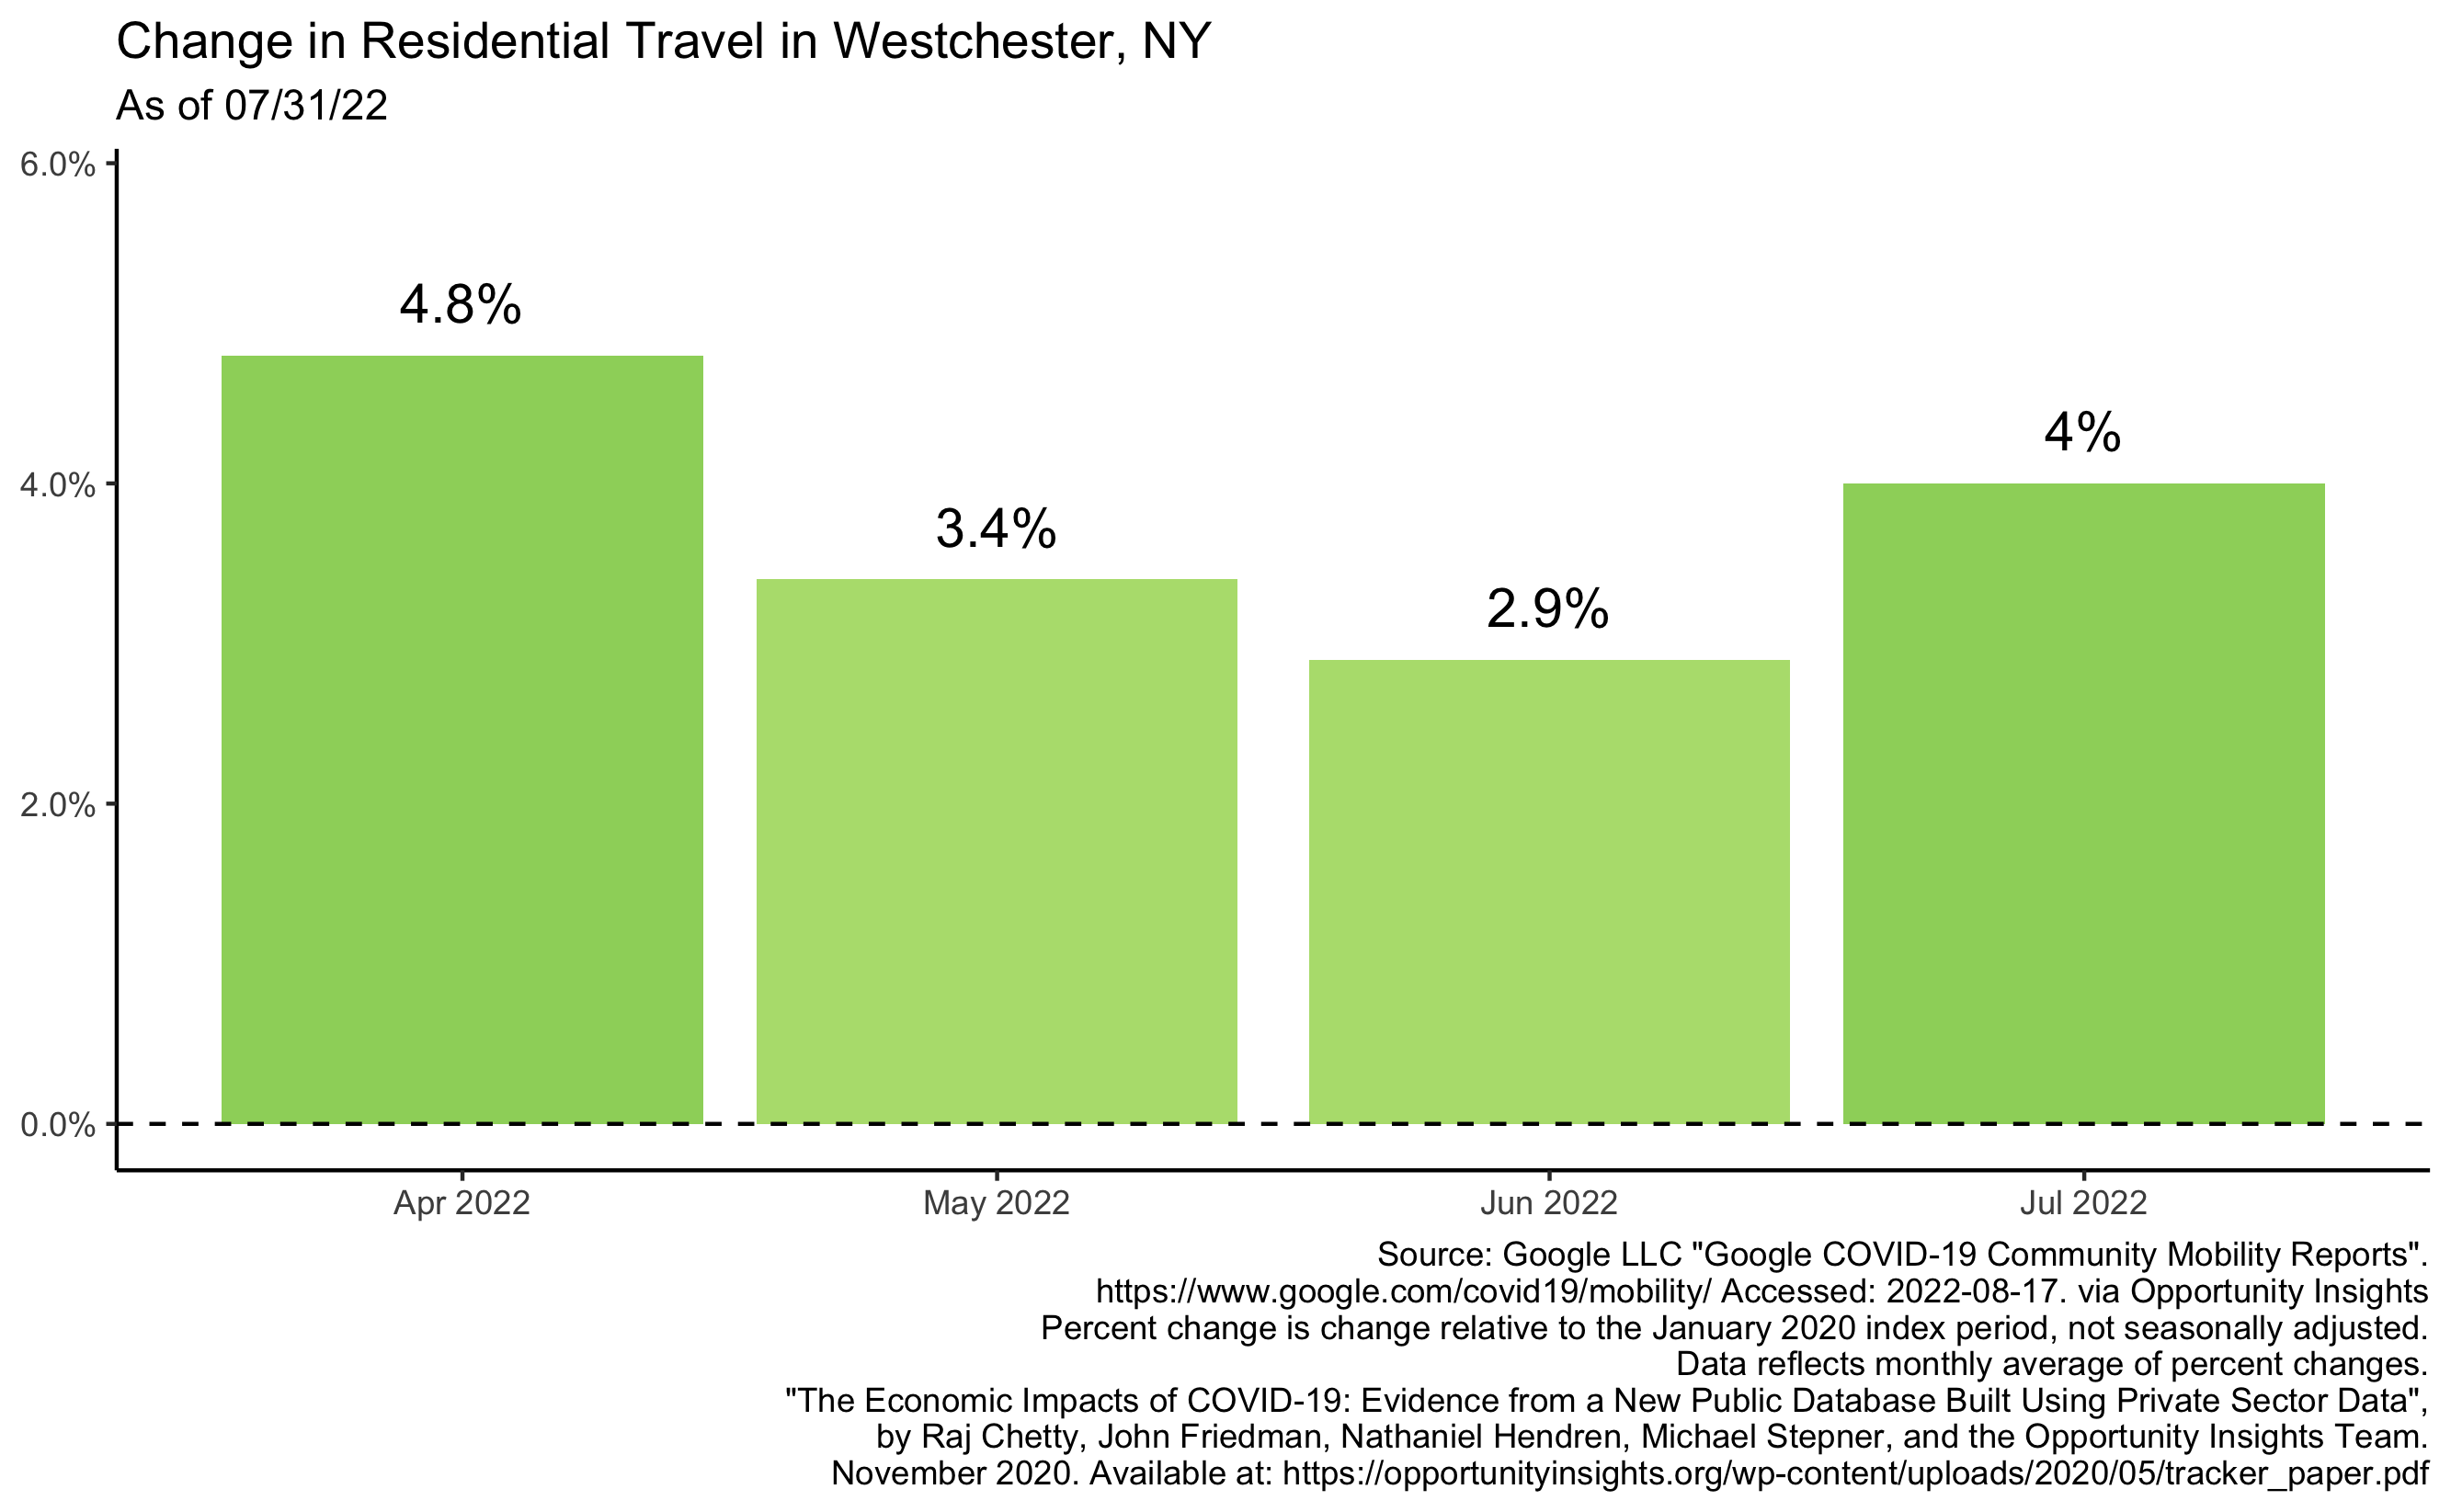 Change in Residential Travel in Westchester, NY
As of 07/31/22
6.0%
4.0%
2.0%
0.0%
4.8%
3.4%
2.9%
4%
Apr 2022
May 2022
Jun 2022
Jul 2022
Source: Google LLC "Google COVID-19 Community Mobility Reports".
https://www.google.com/covid19/mobility/ Accessed: 2022-08-17. via Opportunity Insights
Percent change is change relative to the January 2020 index period, not seasonally adjusted.
Data reflects monthly average of percent changes.
"The Economic Impacts of COVID-19: Evidence from a New Public Database Built Using Private Sector Data",
by Raj Chetty, John Friedman, Nathaniel Hendren, Michael Stepner, and the Opportunity Insights Team.
November 2020. Available at: https://opportunityinsights.org/wp-content/uploads/2020/05/tracker_paper.pdf